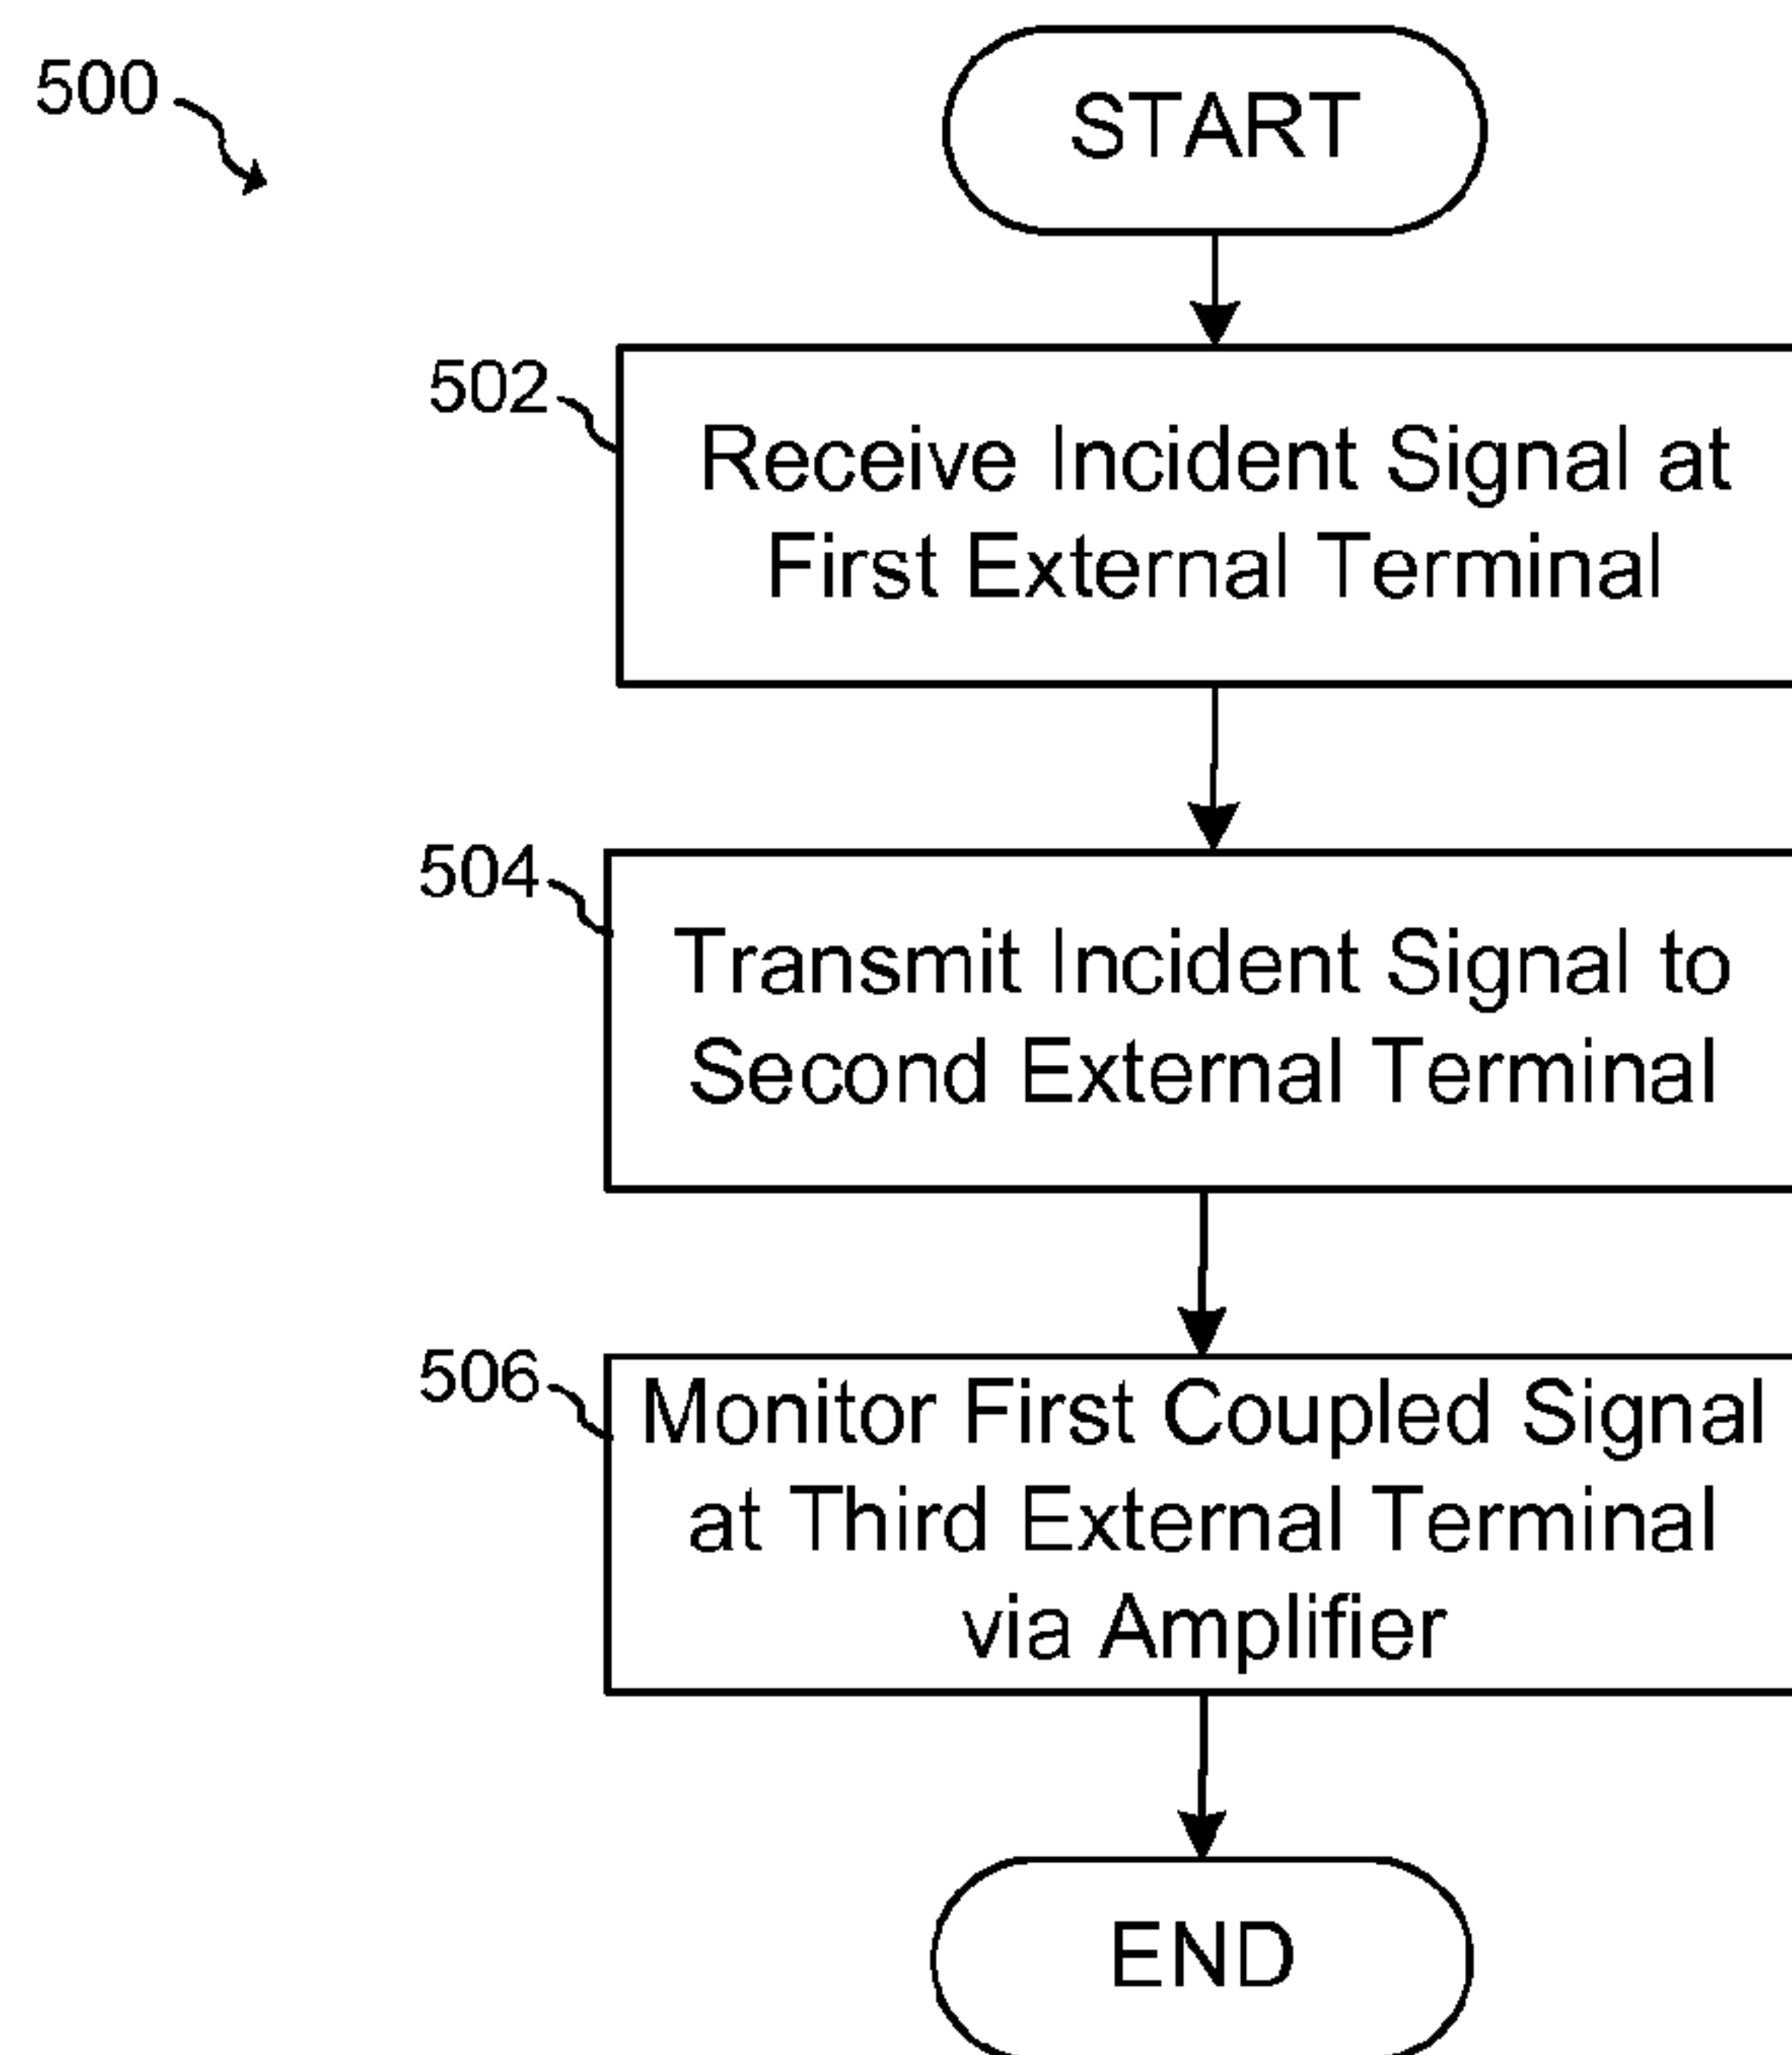 500
START
502
Receive Incident Signal at
First External Terminal
504
Transmit Incident Signal to
Second External Terminal
506
Monitor First Coupled Signal
at Third External Terminal
via Amplifier
END